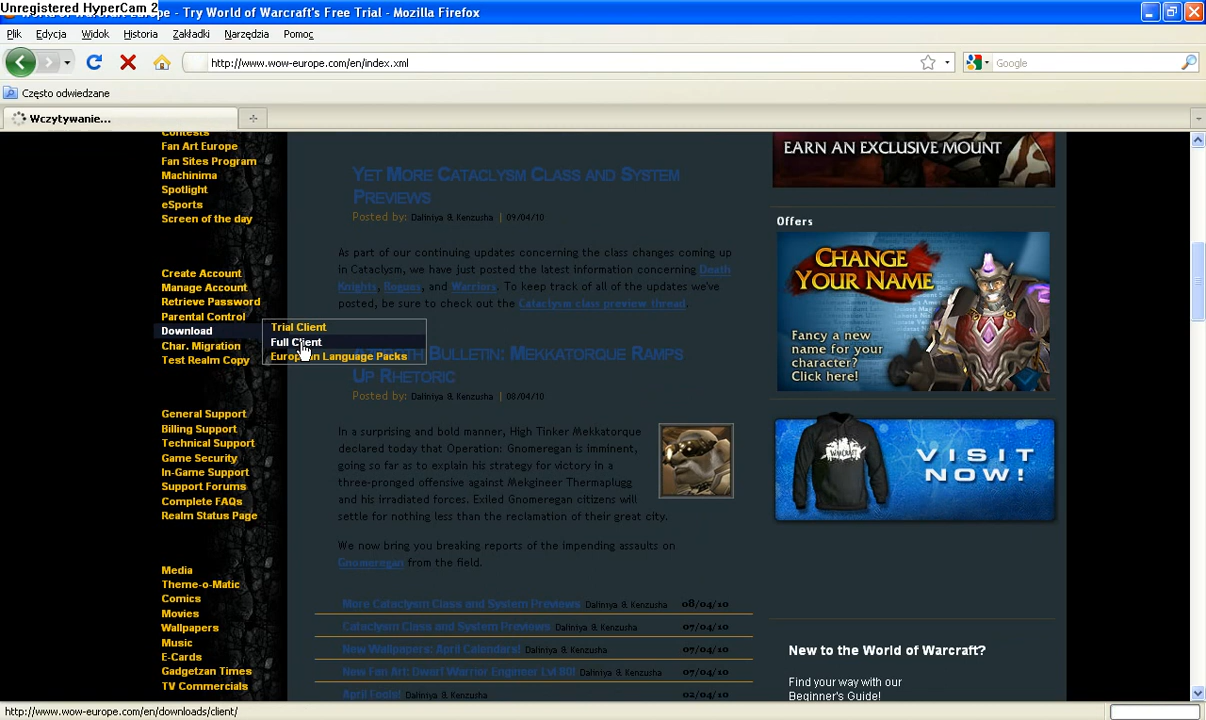 Unregistered HyperCam 2
- Try World of Warcraft's Free Trial - Mozilla Firefox
Plik Edycja Widok Historia Zakładki Narzędzia Pomoc
http://www.wow-europe.com/en/index.xml
Google
Często odwiedzane
Wczytywanie...
Contests
Fan Art Europe
Fan Sites Program
Machinima
Spotlight
eSports
Screen of the day
Create Account
Manage Account
Retrieve Password
Parental Control
Download
Char. Migration
Test Realm Copy
Trial Client
Full Client
European Language Packs
General Support
Billing Support
Technical Support
Game Security
In-Game Support
Support Forums
Complete FAQs
Realm Status Page
Media
Theme-o-Matic
Comics
Movies
Wallpapers
Music
E-Cards
Gadgetzan Times
TV Commercials
Yet More Cataclysm Class and System
Previews
Posted by: Daliniya & Kenzusha | 09/04/10
As part of our continuing updates concerning the class changes coming up
in Cataclysm, we have just posted the latest information concerning Death
Knights, Rogues, and Warriors. To keep track of all of the updates we've
posted, be sure to check out the Cataclysm class preview thread.
Bulletin: Mekkatorque Ramps
Up Rhetoric
Posted by: Daliniya & Kenzusha | 08/04/10
In a surprising and bold manner, High Tinker Mekkatorque
declared today that Operation: Gnomeregan is imminent,
going so far as to explain his strategy for victory in a
three-pronged offensive against Mekgineer Thermaplugg
and his irradiated forces. Exiled Gnomeregan citizens will
settle for nothing less than the reclamation of their great city.
We now bring you breaking reports of the impending assaults on
Gnomeregan from the field.
More Cataclysm Class and System Previews Daliniya & Kenzusha 08/04/10
Cataclysm Class and System Previews Daliniya & Kenzusha 07/04/10
New Wallpapers: April Calendars! Daliniya & Kenzusha 07/04/10
New Fan Art: Dwarf Warrior Engineer Lvl 80! Daliniya & Kenzusha 07/04/10
April Fools! Daliniya & Kenzusha 02/04/10
EARN AN EXCLUSIVE MOUNT
Offers
CHANGE
YOUR NAME
Fancy a new
name for your
character?
Click here!
WARCRAFT
VISIT
NOW!
New to the World of Warcraft?
Find your way with our
Beginner's Guide!
http://www.wow-europe.com/en/downloads/client/